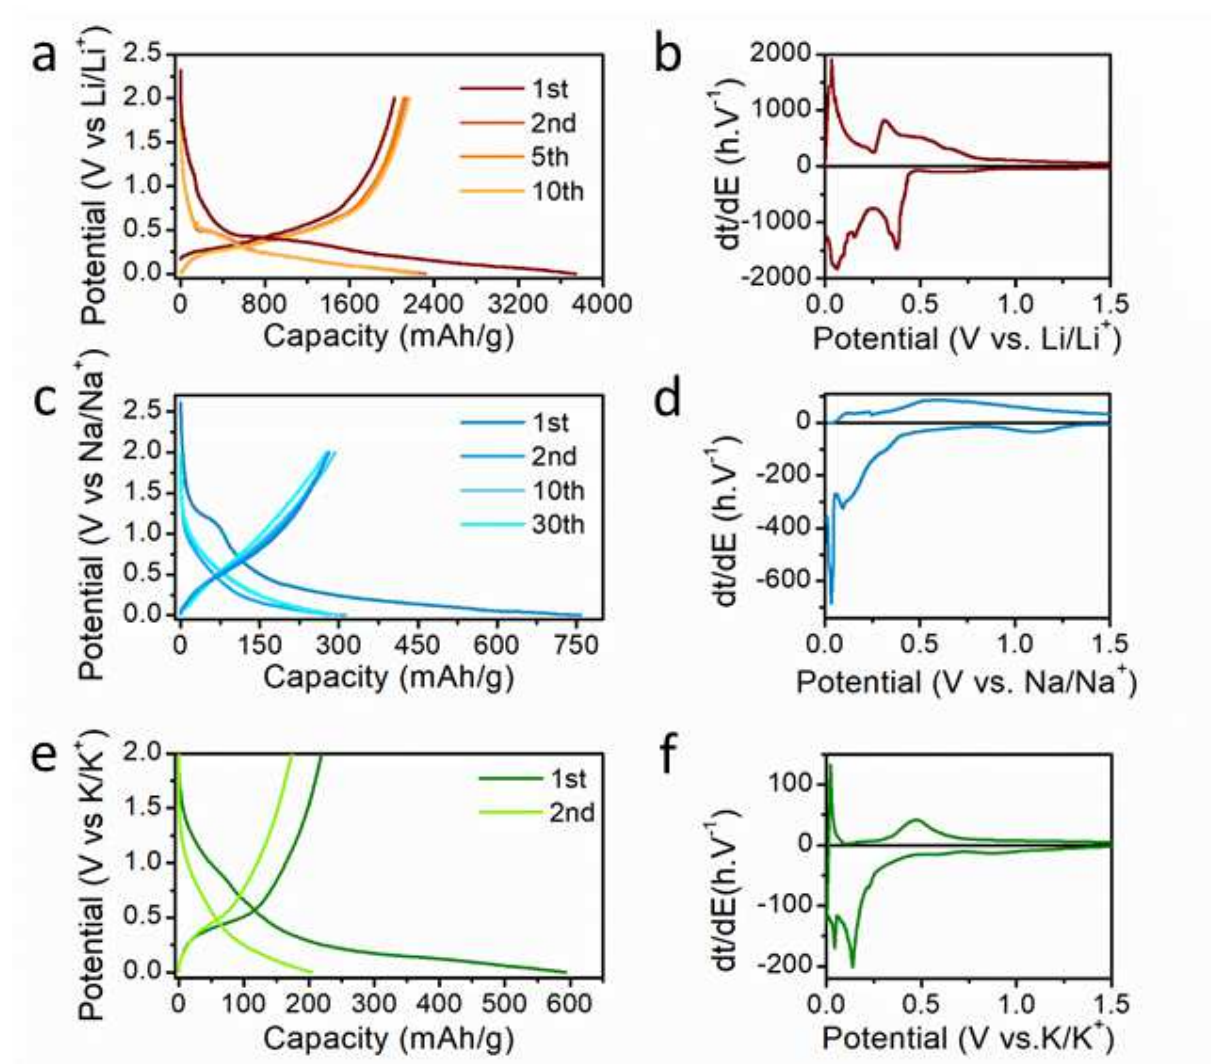 a
Potential (V vs Li/Li⁺)
2.5
2.0
1.5
1.0
0.5
0.0
1st
2nd
5th
10th
0 800 1600 2400 3200 4000
Capacity (mAh/g)
b
dt/dE (h.V⁻¹)
2000
1000
0
-1000
-2000
0.0 0.5 1.0 1.5
Potential (V vs. Li/Li⁺)
c
Potential (V vs Na/Na⁺)
2.5
2.0
1.5
1.0
0.5
0.0
1st
2nd
10th
30th
0 150 300 450 600 750
Capacity (mAh/g)
d
dt/dE (h.V⁻¹)
0
-200
-400
-600
0.0 0.5 1.0 1.5
Potential (V vs. Na/Na⁺)
e
Potential (V vs K/K⁺)
2.0
1.5
1.0
0.5
0.0
1st
2nd
0 100 200 300 400 500 600
Capacity (mAh/g)
f
dt/dE(h.V⁻¹)
100
0
-100
-200
0.0 0.5 1.0 1.5
Potential (V vs.K/K⁺)